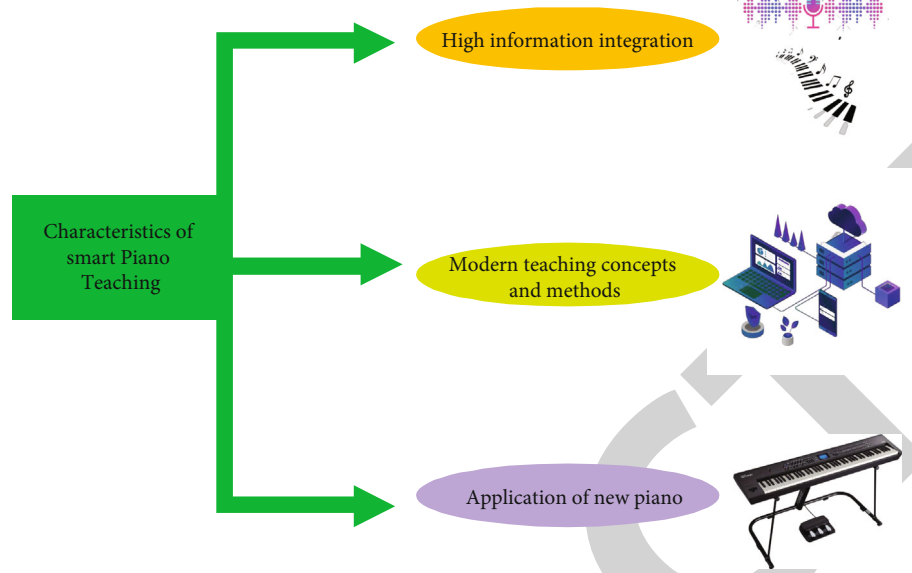 High information integration
Characteristics of
smart Piano
Teaching
Modern teaching concepts
and methods
Application of new piano